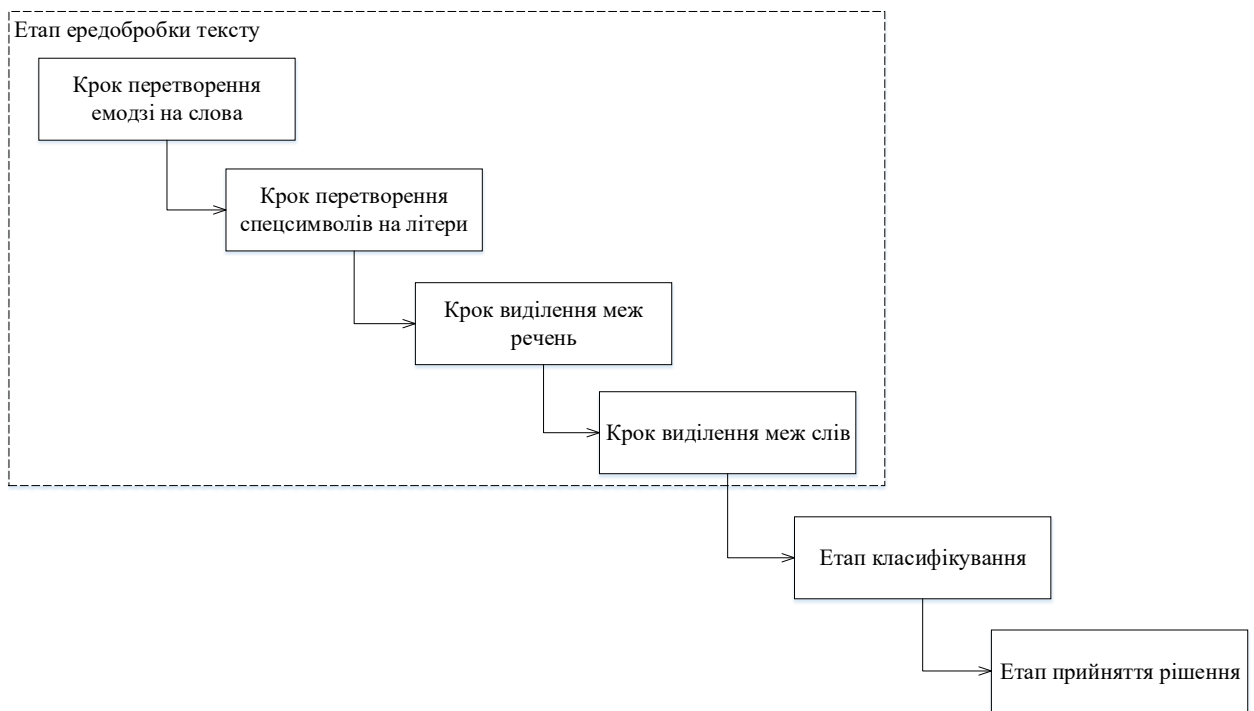 Етап ередобробки тексту
Крок перетворення
емодзі на слова
Крок перетворення
спецсимволів на літери
Крок виділення меж
речень
Крок виділення меж слів
Етап класифікування
Етап прийняття рішення